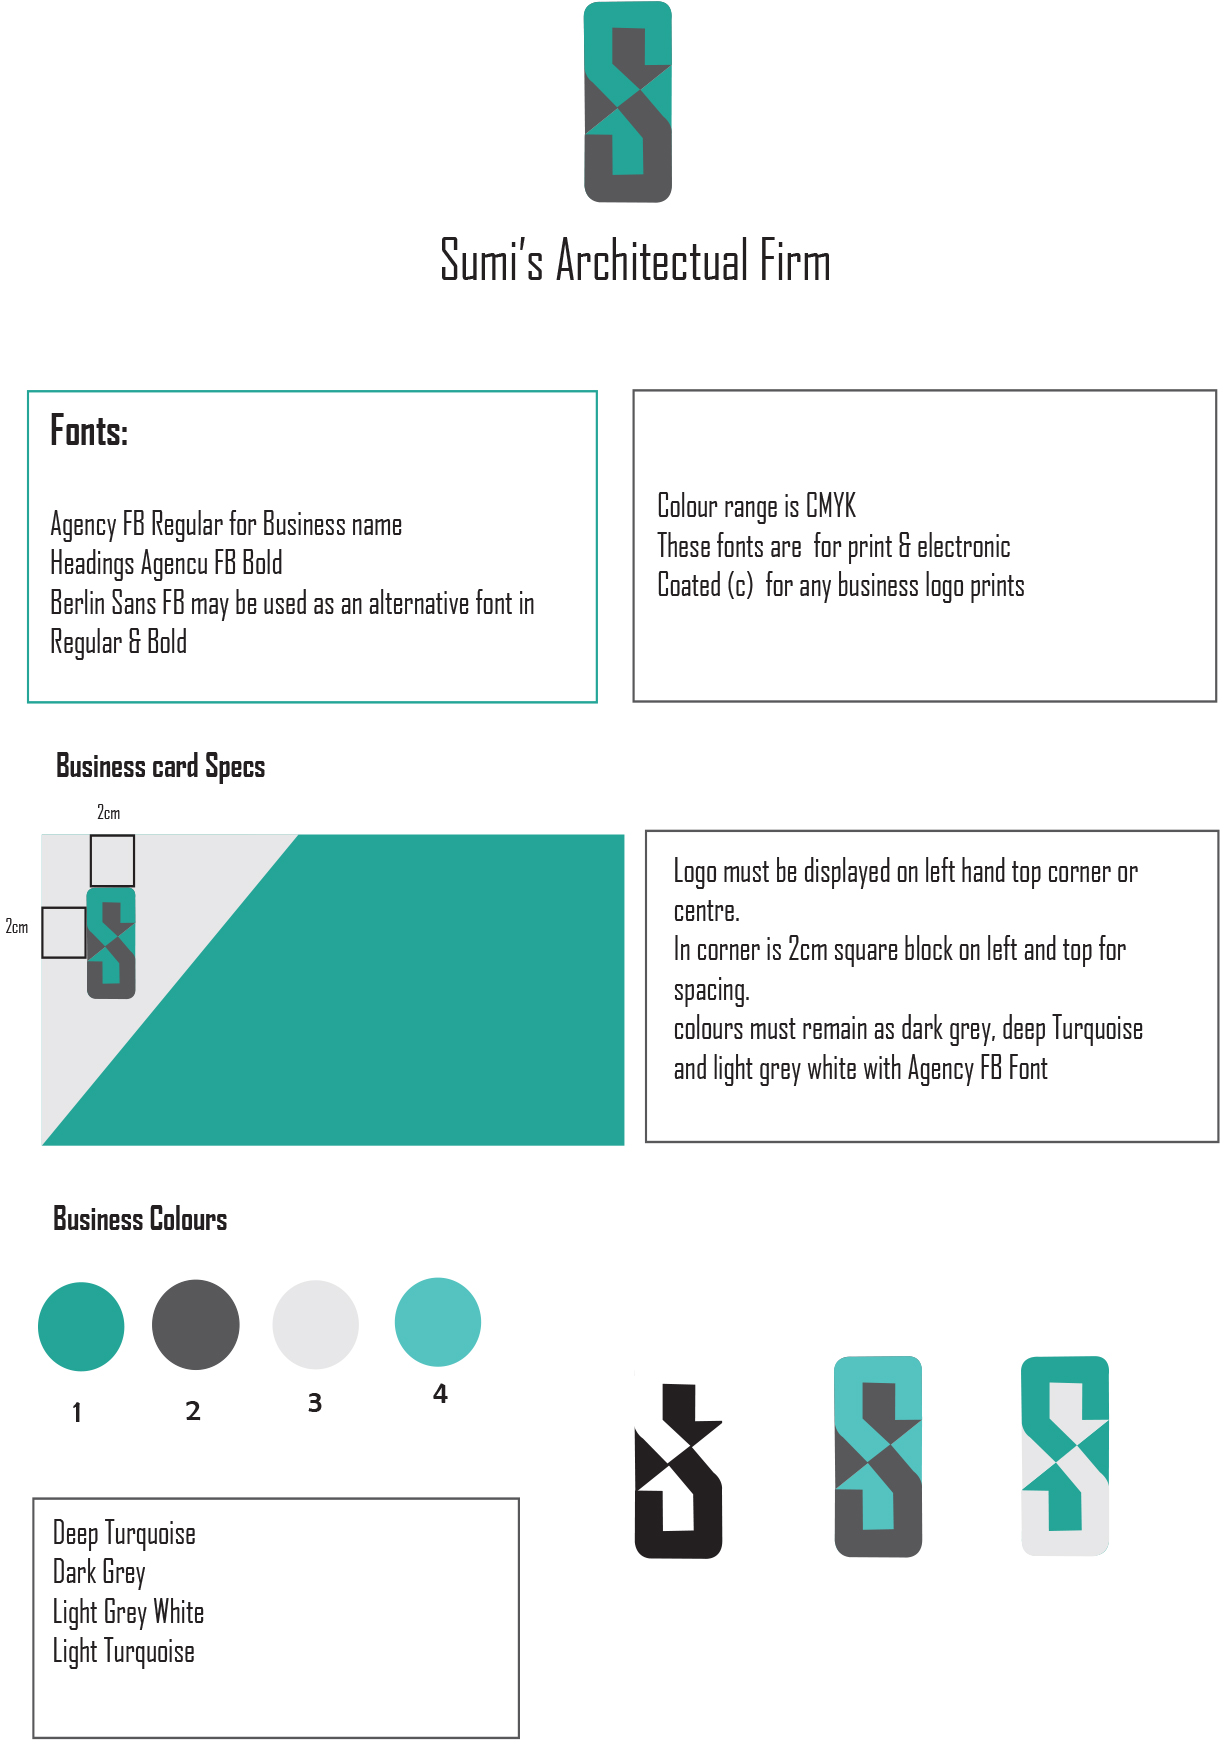 Sumi's Architectual Firm
Fonts:
Agency FB Regular for Business name
Headings Agencu FB Bold
Berlin Sans FB may be used as an alternative font in
Regular & Bold
Colour range is CMYK
These fonts are  for print & electronic
Coated (c)  for any business logo prints
Business card Specs
2cm
2cm
Logo must be displayed on left hand top corner or
centre.
In corner is 2cm square block on left and top for
spacing.
colours must remain as dark grey, deep Turquoise
and light grey white with Agency FB Font
Business Colours
1
2
3
4
Deep Turquoise
Dark Grey
Light Grey White
Light Turquoise